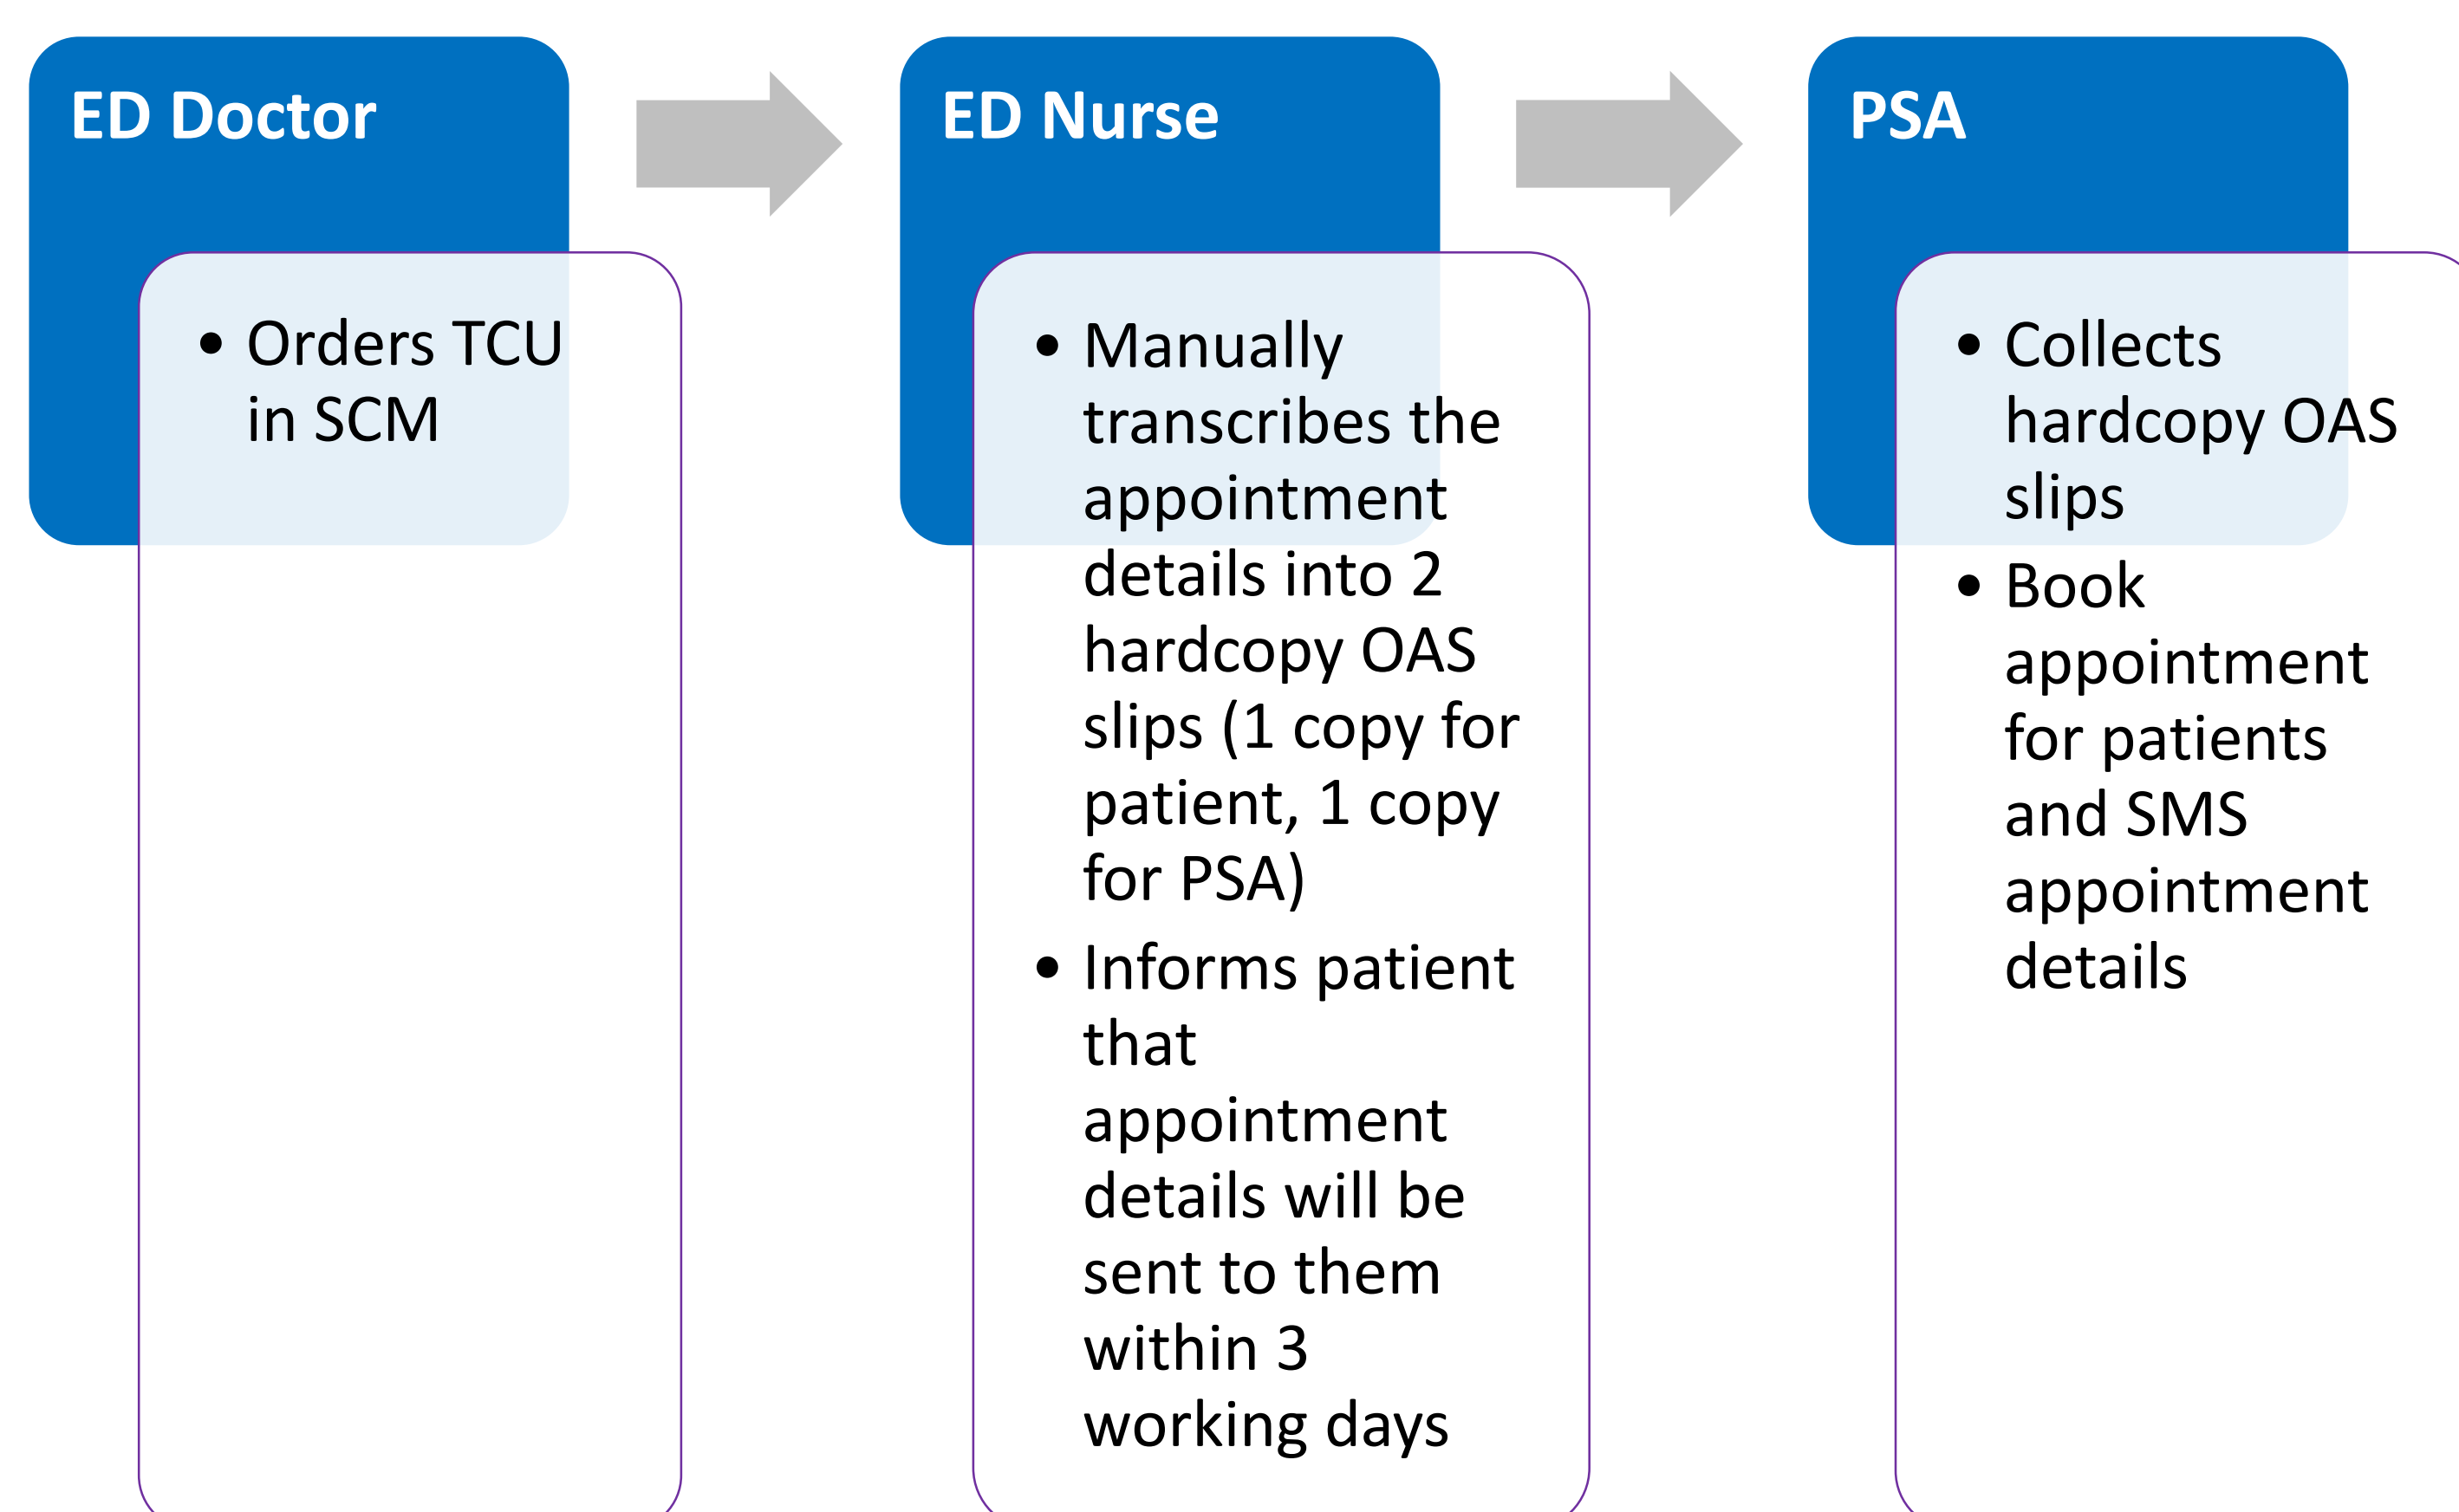 ED Doctor
• Orders TCU
in SCM
ED Nurse
• Manually
transcribes the
appointment
details into 2
hardcopy OAS
slips (1 copy for
patient, 1 copy
for PSA)
• Informs patient
that
appointment
details will be
sent to them
within 3
working days
PSA
• Collects
hardcopy OAS
slips
• Book
appointment
for patients
and SMS
appointment
details